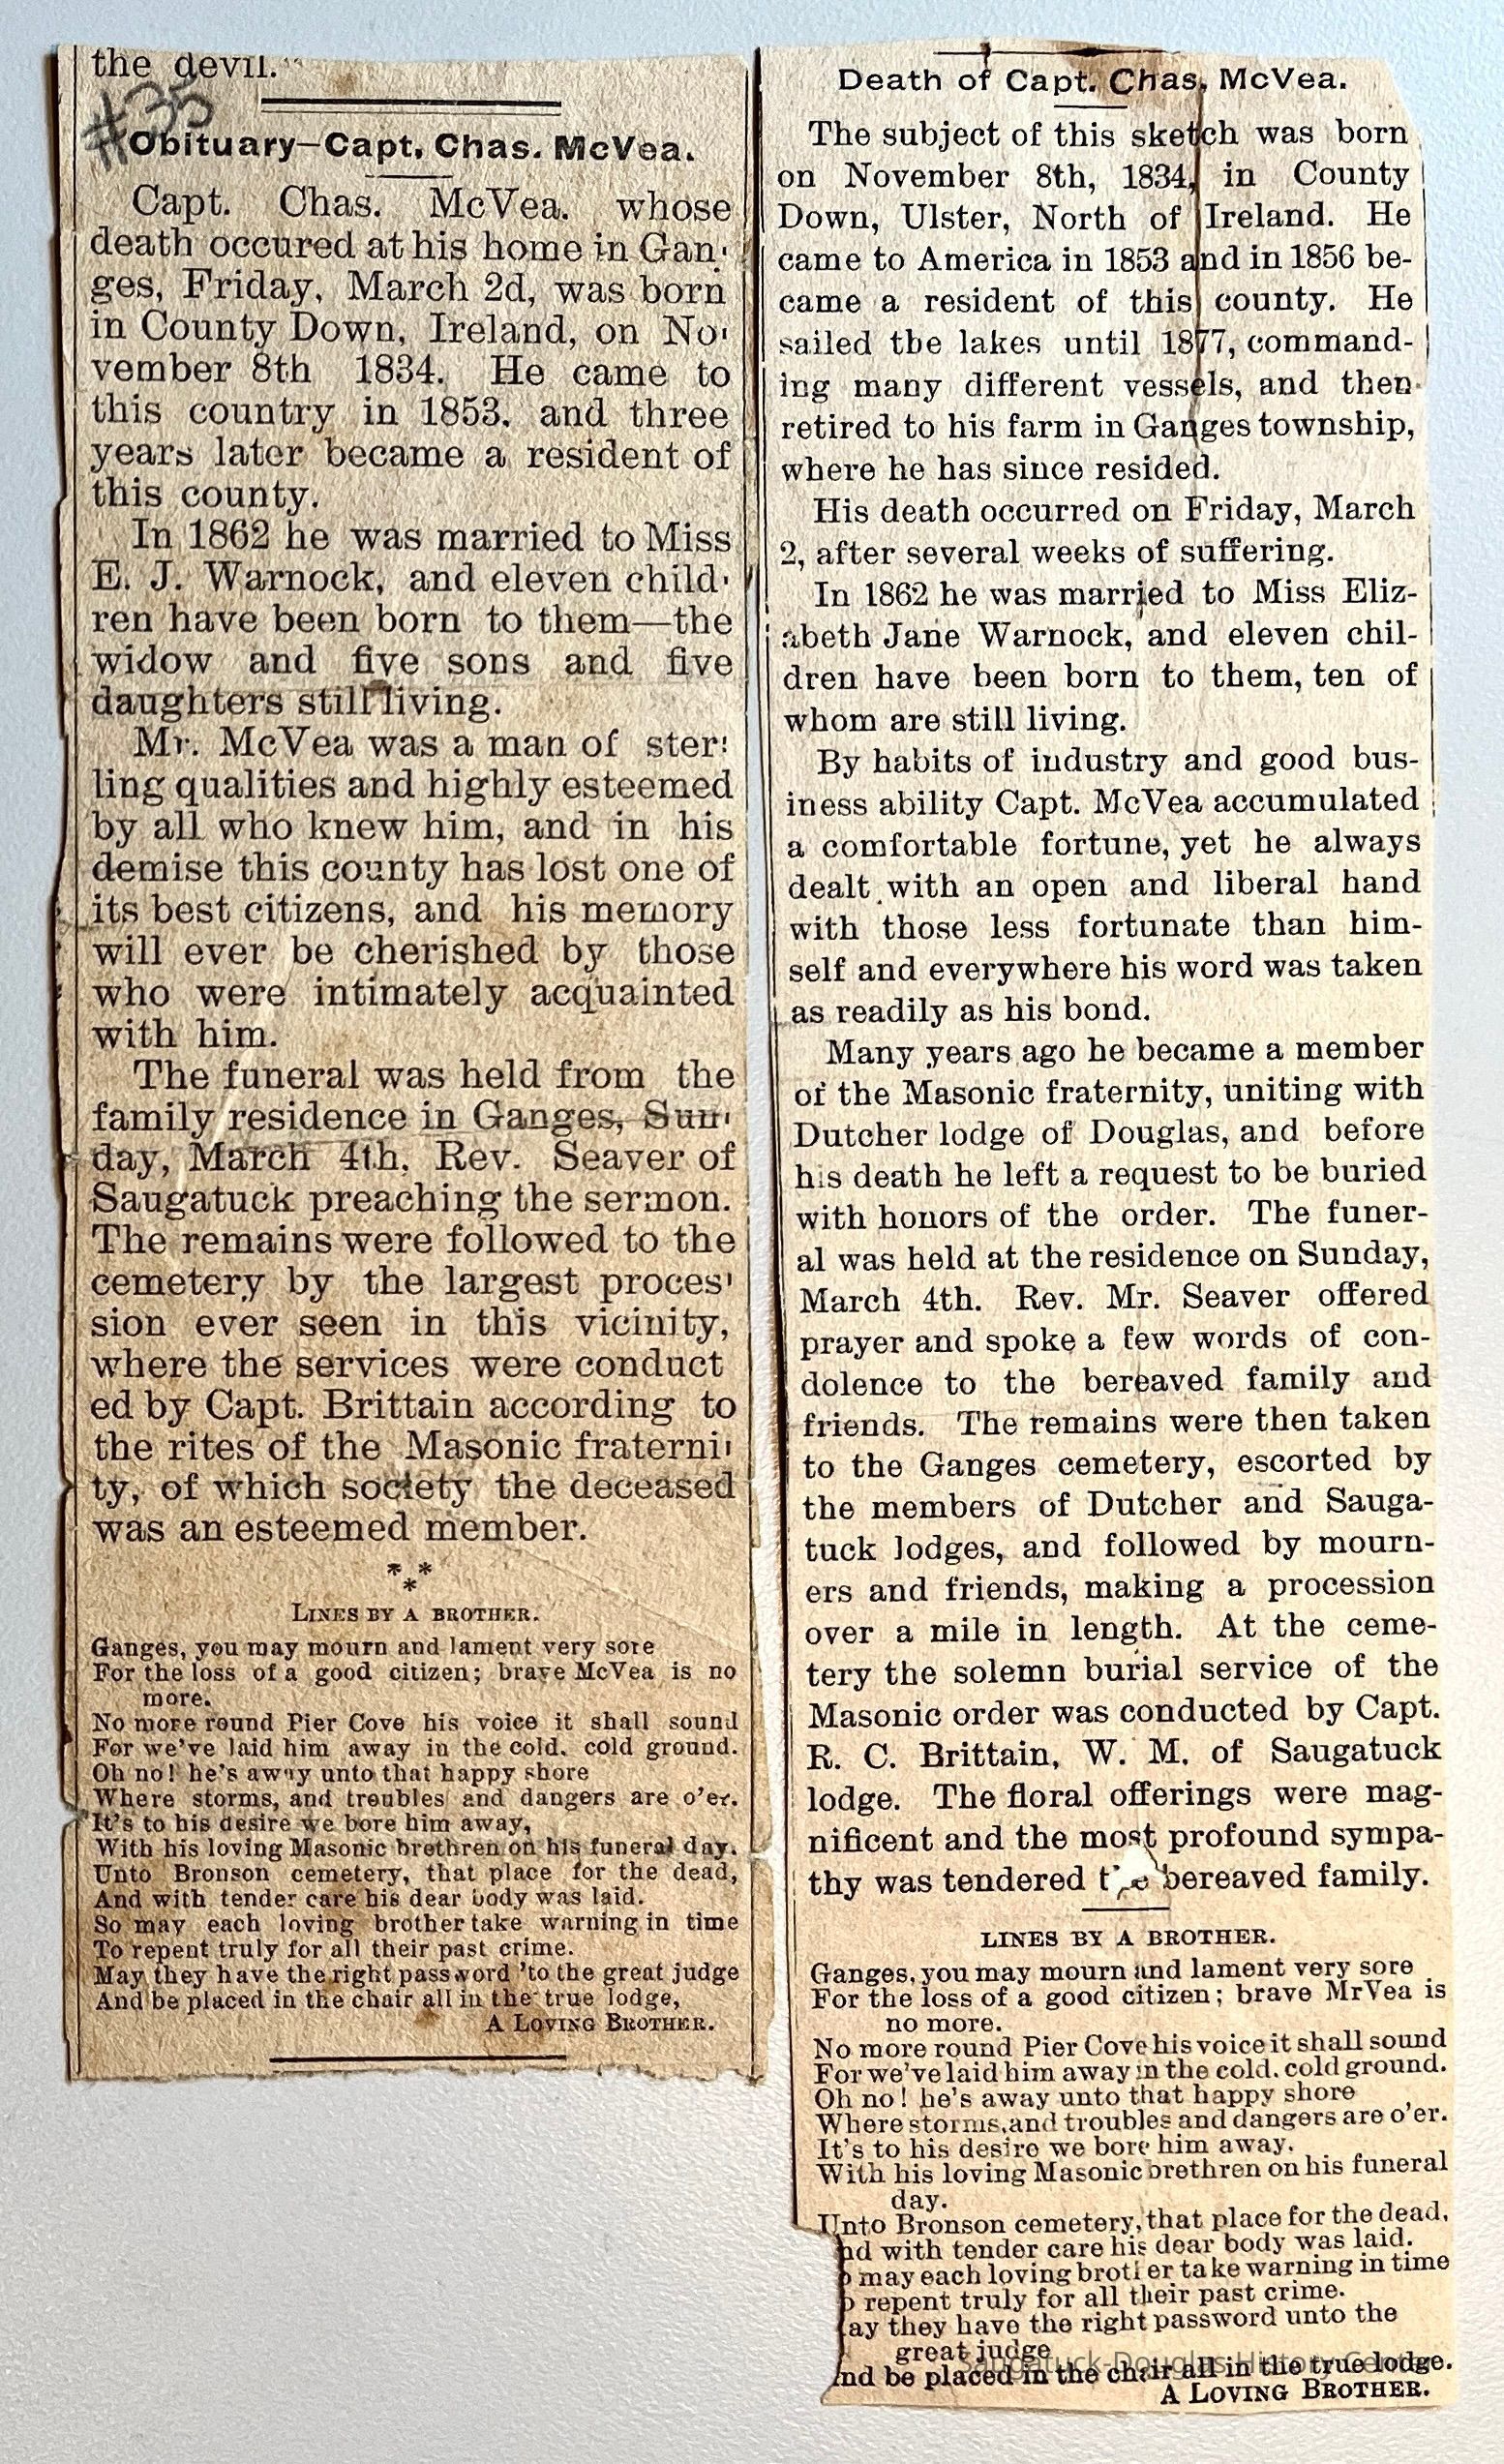 the devil."
#35
Obituary—Capt. Chas. McVea.
Capt. Chas. McVea. whose
death occured at his home in Gan-
ges, Friday, March 2d, was born
in County Down, Ireland, on No-
vember 8th 1834. He came to
this country in 1853. and three
years later became a resident of
this county.
In 1862 he was married to Miss
E. J. Warnock, and eleven child-
ren have been born to them—the
widow and five sons and five
daughters still living.
Mr. McVea was a man of ster-
ling qualities and highly esteemed
by all who knew him, and in his
demise this county has lost one of
its best citizens, and his memory
will ever be cherished by those
who were intimately acquainted
with him.
The funeral was held from the
family residence in Ganges, Sun-
day, March 4th, Rev. Seaver of
Saugatuck preaching the sermon.
The remains were followed to the
cemetery by the largest proces-
sion ever seen in this vicinity,
where the services were conduct
ed by Capt. Brittain according to
the rites of the Masonic fraterni-
ty, of which society the deceased
was an esteemed member.
* * *
LINES BY A BROTHER.
Ganges, you may mourn and lament very sore
For the loss of a good citizen; brave McVea is no
more.
No more round Pier Cove his voice it shall sound
For we've laid him away in the cold. cold ground.
Oh no! he's away unto that happy shore
Where storms, and troubles and dangers are o'er.
It's to his desire we bore him away,
With his loving Masonic brethren on his funeral day.
Unto Bronson cemetery, that place for the dead,
And with tender care his dear body was laid.
So may each loving brother take warning in time
To repent truly for all their past crime.
May they have the right password 'to the great judge
And be placed in the chair all in the true lodge,
A LOVING BROTHER.
Death of Capt. Chas. McVea.
The subject of this sketch was born
on November 8th, 1834, in County
Down, Ulster, North of Ireland. He
came to America in 1853 and in 1856 be-
came a resident of this county. He
sailed tbe lakes until 1877, command-
ing many different vessels, and then
retired to his farm in Ganges township,
where he has since resided.
His death occurred on Friday, March
2, after several weeks of suffering.
In 1862 he was married to Miss Eliz-
abeth Jane Warnock, and eleven chil-
dren have been born to them, ten of
whom are still living.
By habits of industry and good bus-
iness ability Capt. McVea accumulated
a comfortable fortune, yet he always
dealt with an open and liberal hand
with those less fortunate than him-
self and everywhere his word was taken
as readily as his bond.
Many years ago he became a member
of the Masonic fraternity, uniting with
Dutcher lodge of Douglas, and before
his death he left a request to be buried
with honors of the order. The funer-
al was held at the residence on Sunday,
March 4th. Rev. Mr. Seaver offered
prayer and spoke a few words of con-
dolence to the bereaved family and
friends. The remains were then taken
to the Ganges cemetery, escorted by
the members of Dutcher and Sauga-
tuck lodges, and followed by mourn-
ers and friends, making a procession
over a mile in length. At the ceme-
tery the solemn burial service of the
Masonic order was conducted by Capt.
R. C. Brittain, W. M. of Saugatuck
lodge. The floral offerings were mag-
nificent and the most profound sympa-
thy was tendered bereaved family.
LINES BY A BROTHER.
Ganges, you may mourn and lament very sore
For the loss of a good citizen; brave MrVea is
no more.
No more round Pier Cove his voice it shall sound
For we've laid him away in the cold. cold ground.
Oh no! he's away unto that happy shore
Where storms, and troubles and dangers are o'er.
It's to his desire we bore him away.
With his loving Masonic brethren on his funeral
day.
Unto Bronson cemetery, that place for the dead,
nd with tender care his dear body was laid.
o may each loving brother take warning in time
o repent truly for all their past crime.
ay they have the right password unto the
great judge
nd be placed in the chair all in the true lodge.
A LOVING BROTHER.
Saugatuck-Douglas History Center